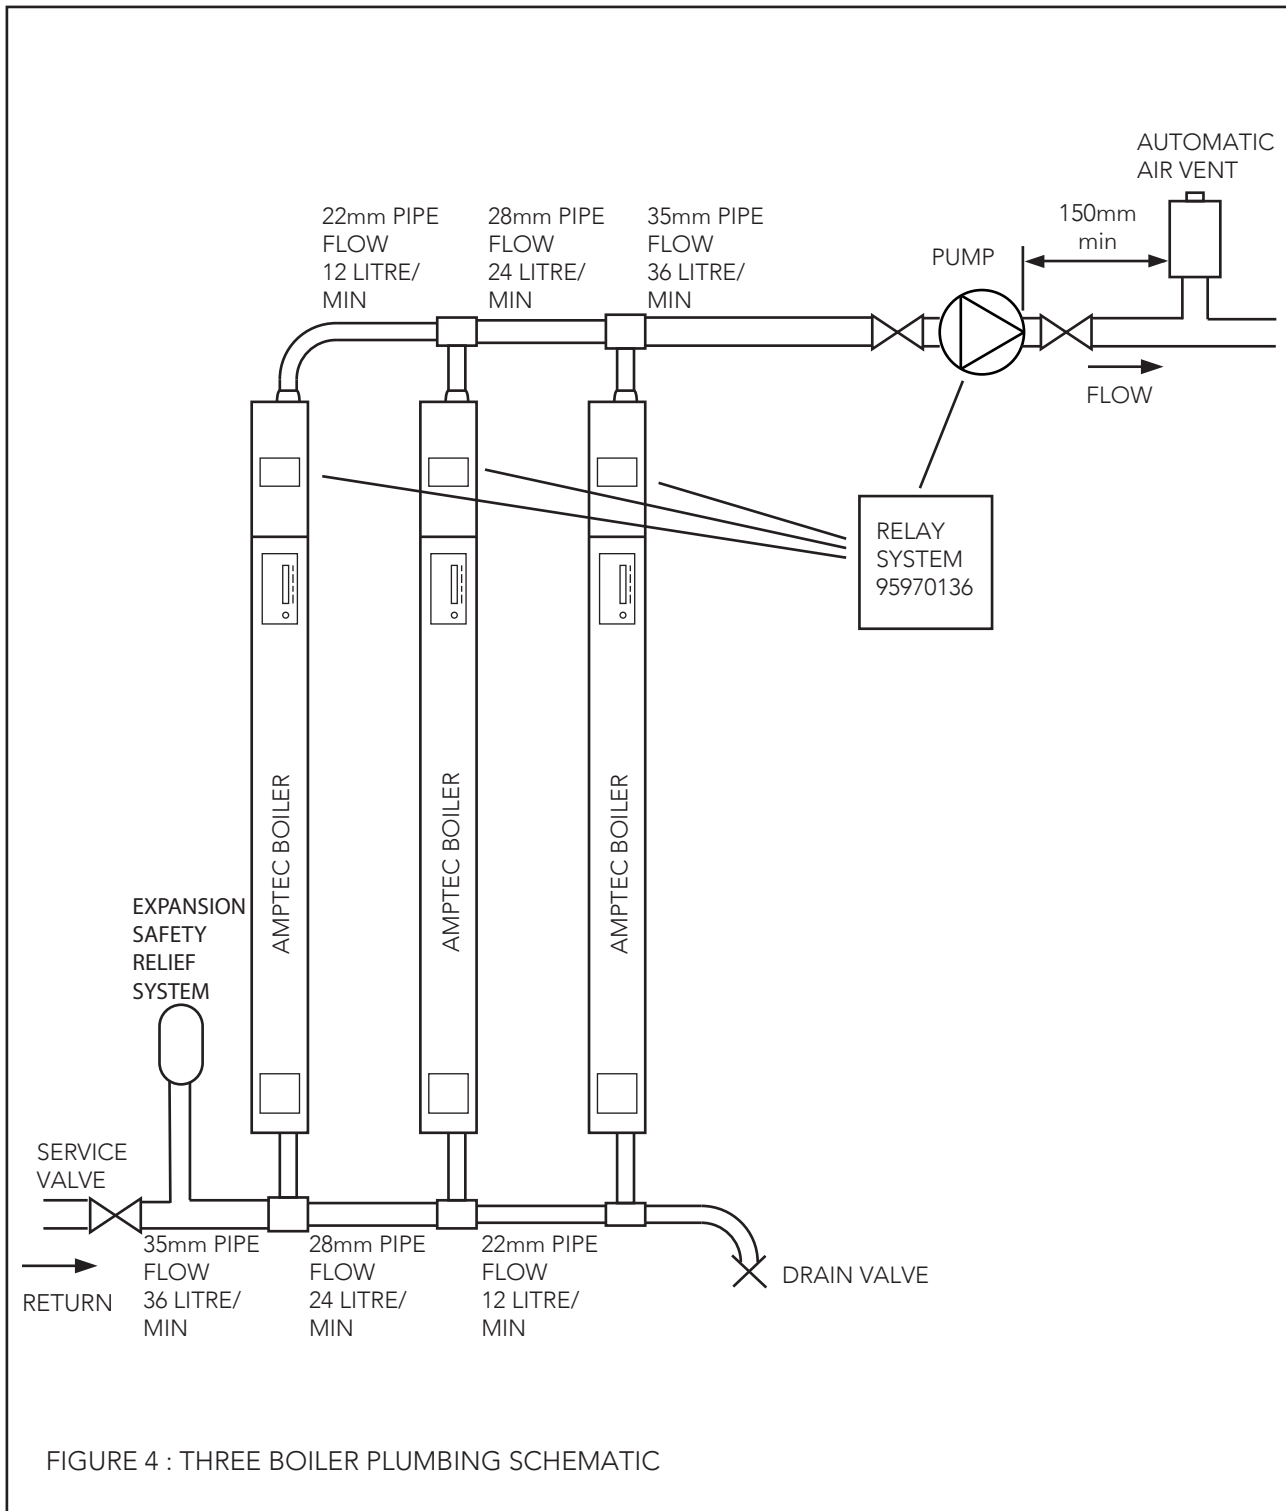 AUTOMATIC
AIR VENT
22mm PIPE
FLOW
12 LITRE/
MIN
28mm PIPE
FLOW
24 LITRE/
MIN
35mm PIPE
FLOW
36 LITRE/
MIN
PUMP
150mm
min
FLOW
RELAY
SYSTEM
95970136
AMPTEC BOILER
AMPTEC BOILER
AMPTEC BOILER
EXPANSION
SAFETY
RELIEF
SYSTEM
SERVICE
VALVE
RETURN
35mm PIPE
FLOW
36 LITRE/
MIN
28mm PIPE
FLOW
24 LITRE/
MIN
22mm PIPE
FLOW
12 LITRE/
MIN
DRAIN VALVE
FIGURE 4 : THREE BOILER PLUMBING SCHEMATIC